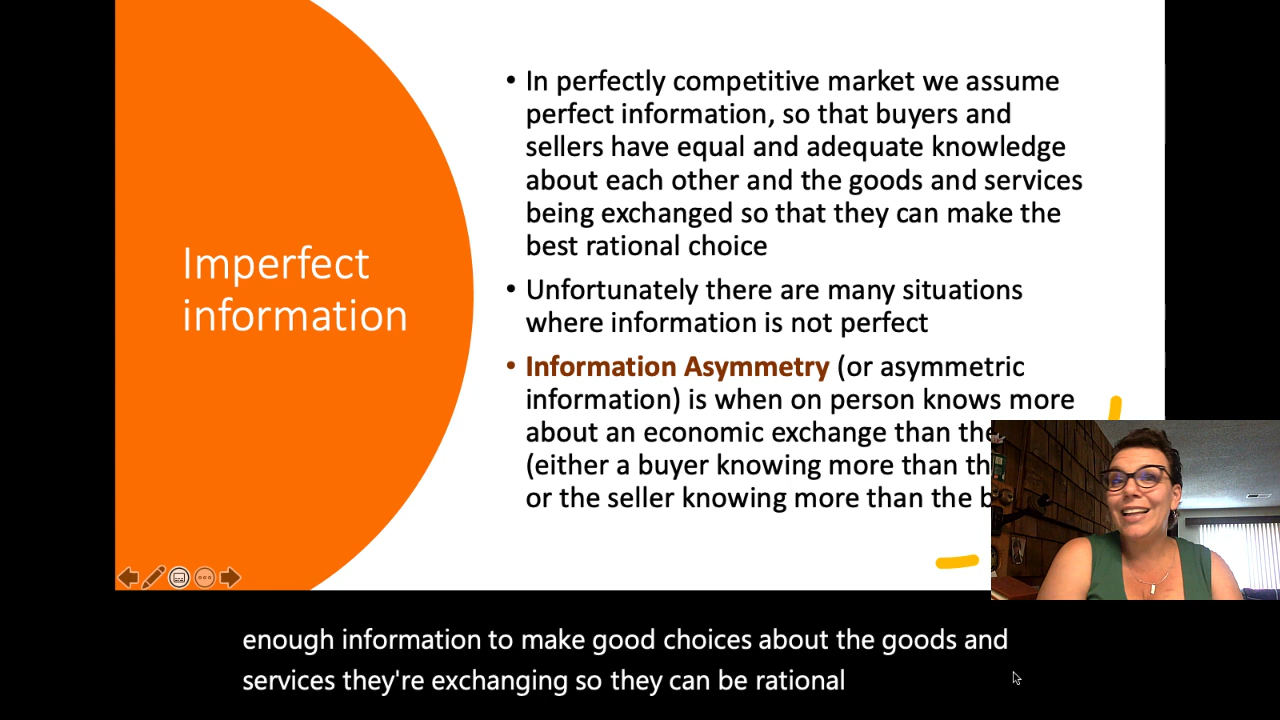 Imperfect
information
• In perfectly competitive market we assume
perfect information, so that buyers and
sellers have equal and adequate knowledge
about each other and the goods and services
being exchanged so that they can make the
best rational choice
• Unfortunately there are many situations
where information is not perfect
• Information Asymmetry (or asymmetric
information) is when on person knows more
about an economic exchange than
(either a buyer knowing more than
or the seller knowing more than the
enough information to make good choices about the goods and
services they're exchanging so they can be rational